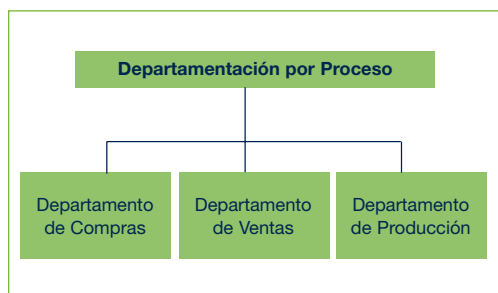 Departamentación por Proceso
Departamento
de Compras
Departamento
de Ventas
Departamento
de Producción